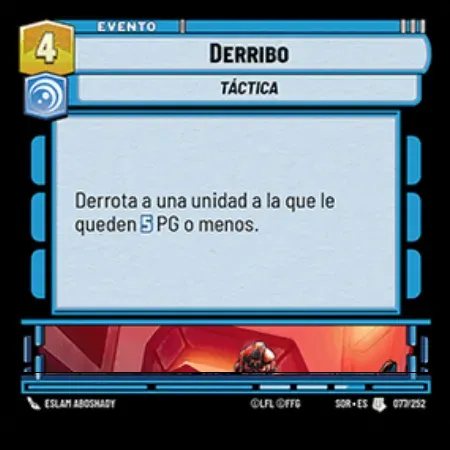 EVENTO
4
DERRIBO
TÁCTICA
Derrota a una unidad a la que le
queden 5 PG o menos.
ESLAM ABOSHADY ©LFL ©FFG SOR • ES 077/252